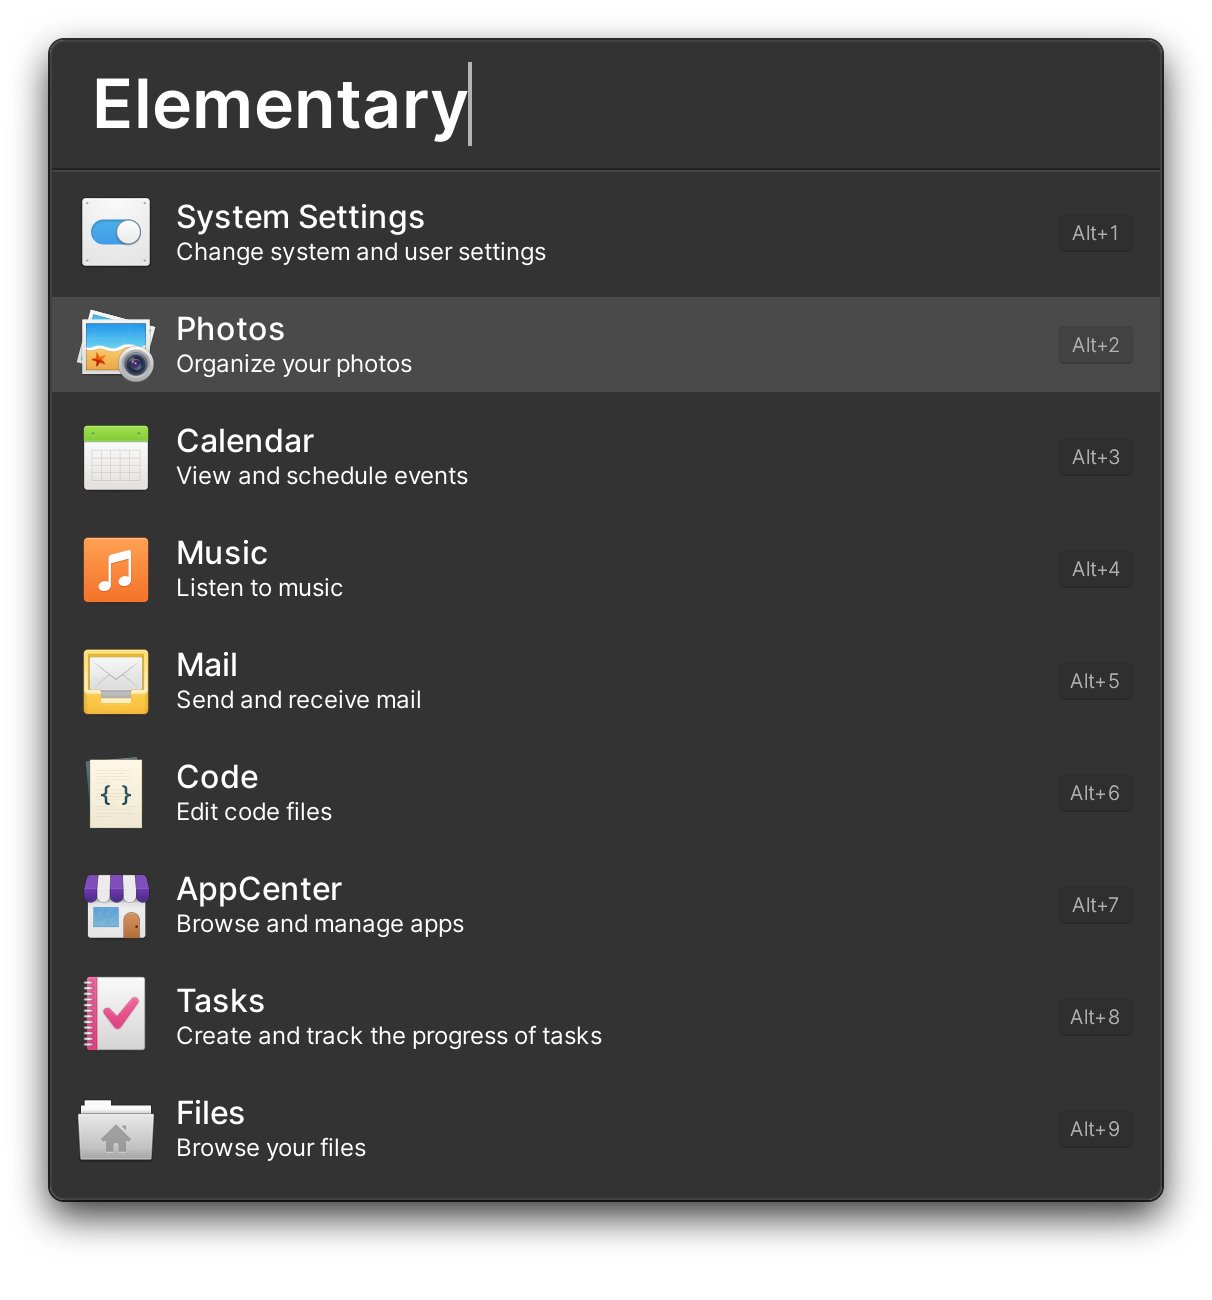 Elementary
System Settings
Change system and user settings
Alt+1
Photos
Organize your photos
Alt+2
Calendar
View and schedule events
Alt+3
Music
Listen to music
Alt+4
Mail
Send and receive mail
Alt+5
{ }
Code
Edit code files
Alt+6
AppCenter
Browse and manage apps
Alt+7
Tasks
Create and track the progress of tasks
Alt+8
Files
Browse your files
Alt+9